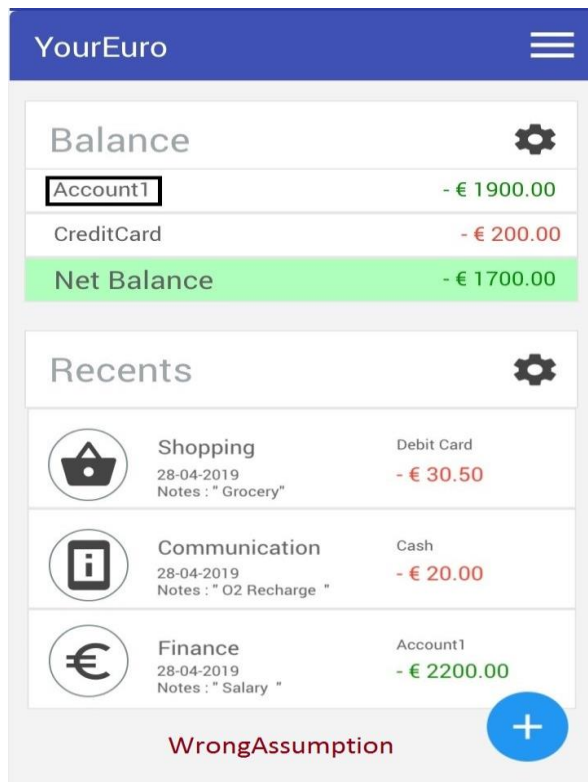 YourEuro
Balance
Account1 - € 1900.00
CreditCard - € 200.00
Net Balance - € 1700.00
Recents
Shopping Debit Card
28-04-2019 - € 30.50
Notes : " Grocery"
Communication Cash
28-04-2019 - € 20.00
Notes : " O2 Recharge "
Finance Account1
28-04-2019 - € 2200.00
Notes : " Salary "
WrongAssumption